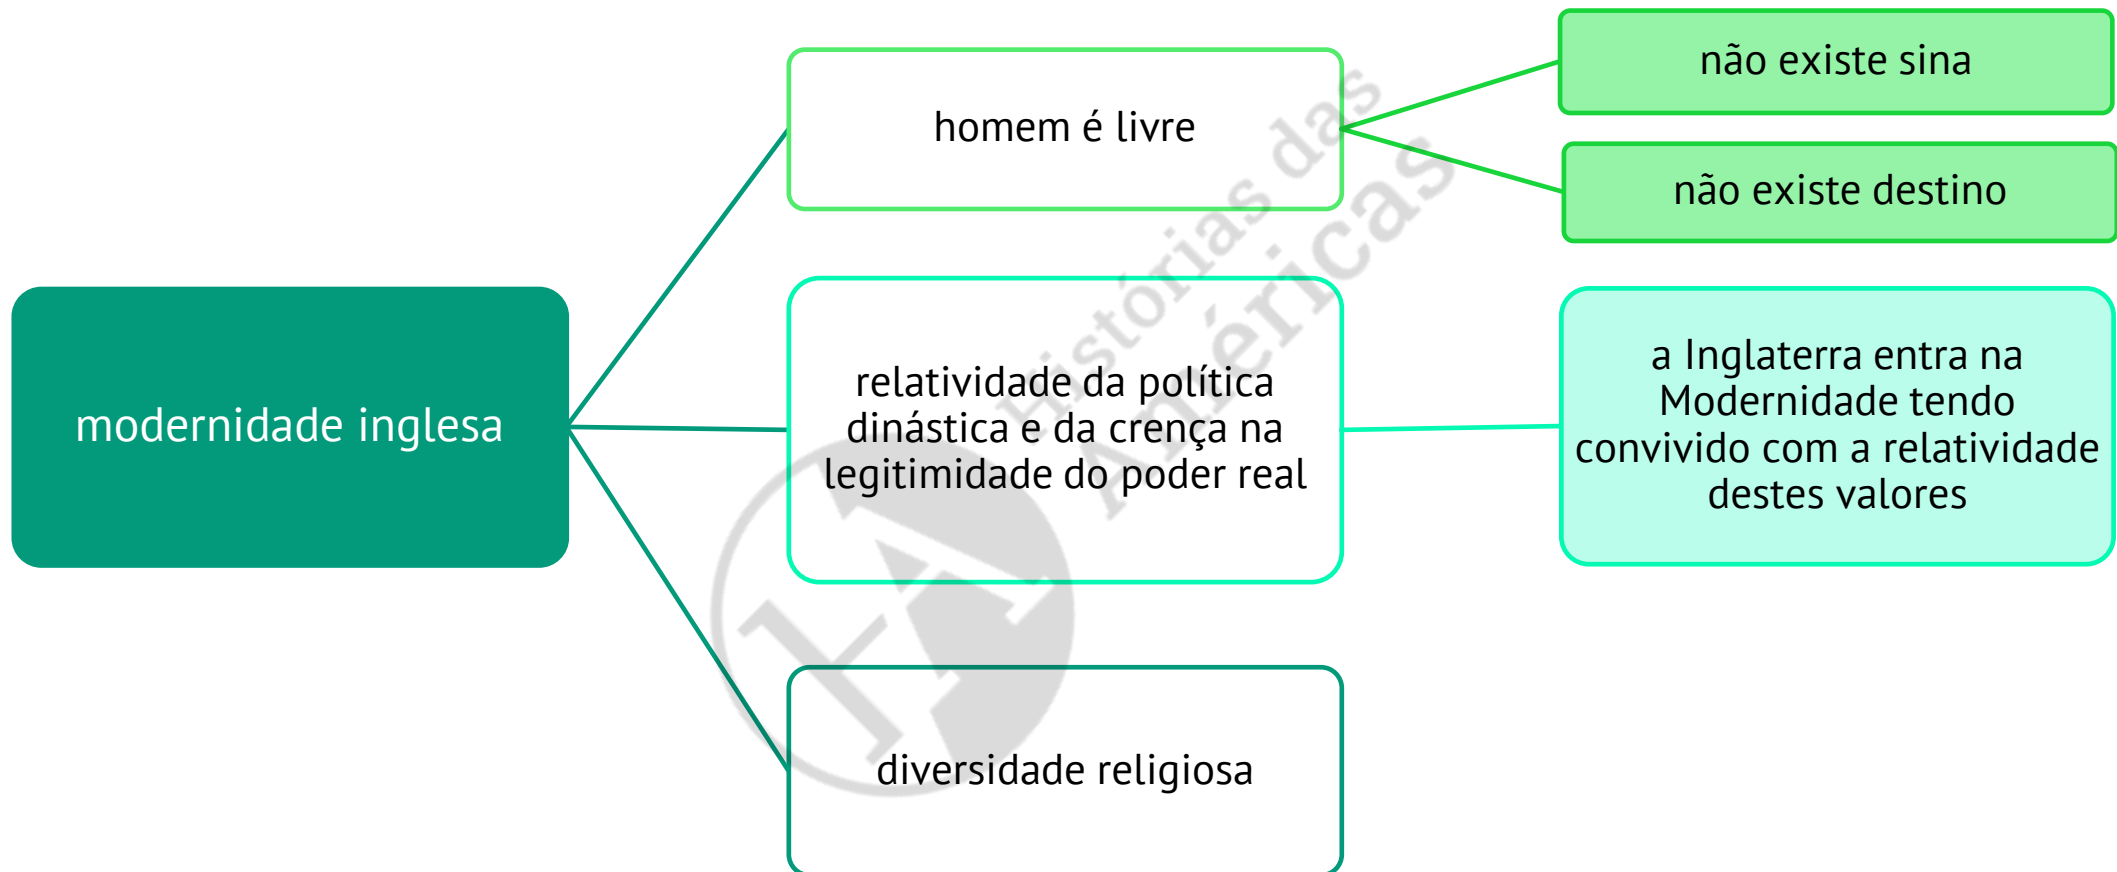 não existe sina
homem é livre
não existe destino
modernidade inglesa
relatividade da política
dinástica e da crença na
legitimidade do poder real
a Inglaterra entra na
Modernidade tendo
convivido com a relatividade
destes valores
diversidade religiosa
Histórias das
Américas
HA